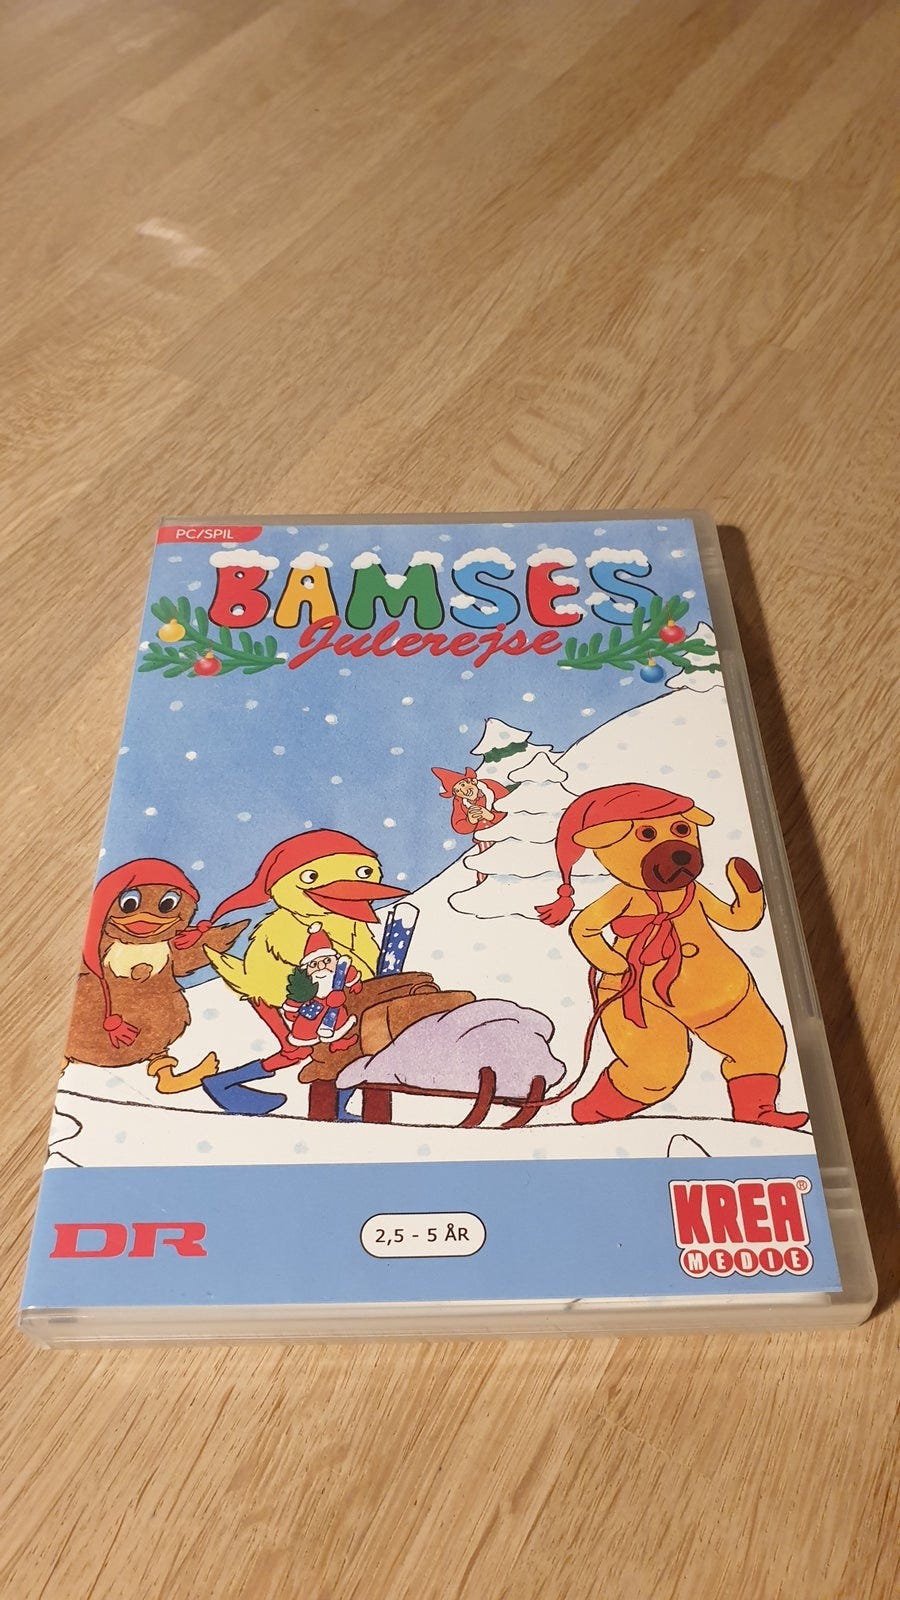 PC/SPIL
BAMSES
Julerejse
DR
2,5 - 5 ÅR
KREA®
MEDIE